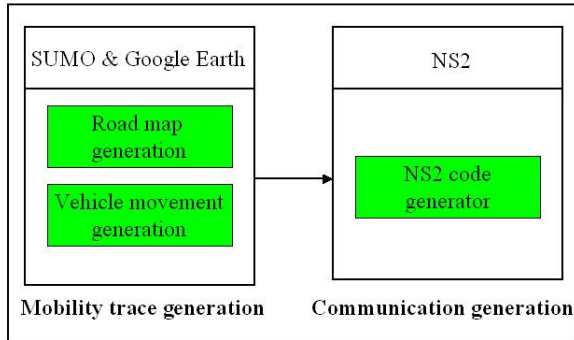 SUMO & Google Earth
Road map
generation
Vehicle movement
generation
Mobility trace generation
NS2
NS2 code
generator
Communication generation